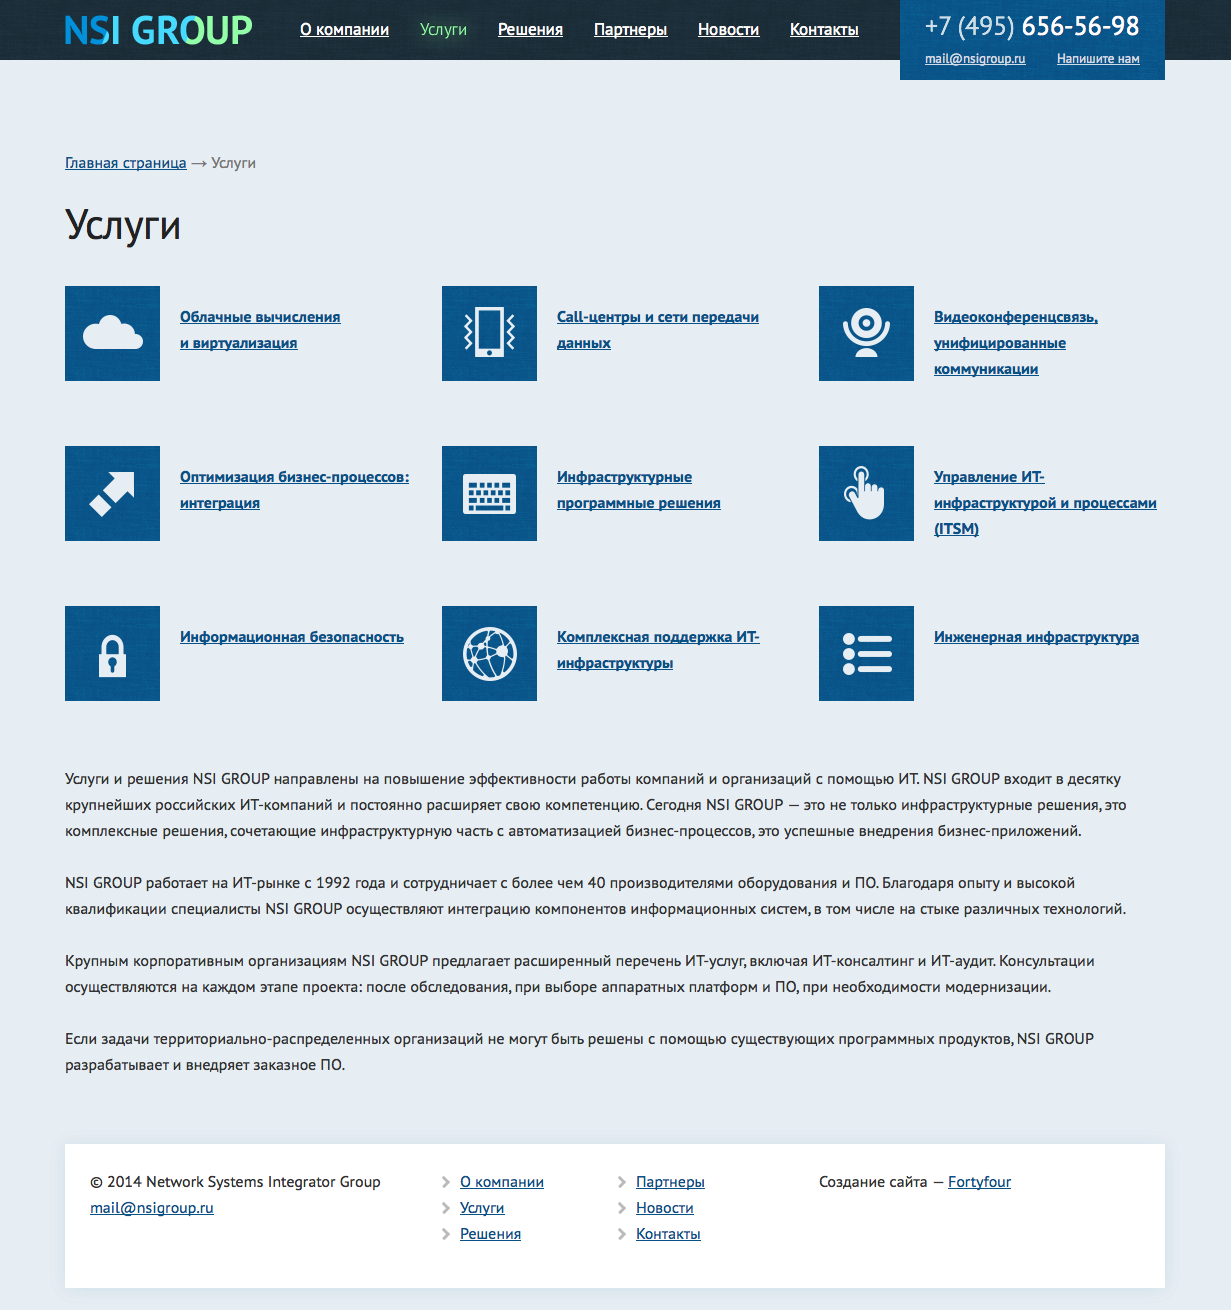 NSI GROUP
О компании
Услуги
Решения
Партнеры
Новости
Контакты
+7 (495) 656-56-98
mail@nsigroup.ru
Напишите нам
Главная страница → Услуги
Услуги
Облачные вычисления
и виртуализация
Call-центры и сети передачи
данных
Видеоконференцсвязь,
унифицированные
коммуникации
Оптимизация бизнес-процессов:
интеграция
Инфраструктурные
программные решения
Управление ИТ-
инфраструктурой и процессами
(ITSM)
Информационная безопасность
Комплексная поддержка ИТ-
инфраструктуры
Инженерная инфраструктура
Услуги и решения NSI GROUP направлены на повышение эффективности работы компаний и организаций с помощью ИТ. NSI GROUP входит в десятку
крупнейших российских ИТ-компаний и постоянно расширяет свою компетенцию. Сегодня NSI GROUP — это не только инфраструктурные решения, это
комплексные решения, сочетающие инфраструктурную часть с автоматизацией бизнес-процессов, это успешные внедрения бизнес-приложений.
NSI GROUP работает на ИТ-рынке с 1992 года и сотрудничает с более чем 40 производителями оборудования и ПО. Благодаря опыту и высокой
квалификации специалисты NSI GROUP осуществляют интеграцию компонентов информационных систем, в том числе на стыке различных технологий.
Крупным корпоративным организациям NSI GROUP предлагает расширенный перечень ИТ-услуг, включая ИТ-консалтинг и ИТ-аудит. Консультации
осуществляются на каждом этапе проекта: после обследования, при выборе аппаратных платформ и ПО, при необходимости модернизации.
Если задачи территориально-распределенных организаций не могут быть решены с помощью существующих программных продуктов, NSI GROUP
разрабатывает и внедряет заказное ПО.
© 2014 Network Systems Integrator Group
mail@nsigroup.ru
О компании
Услуги
Решения
Партнеры
Новости
Контакты
Создание сайта — Fortyfour